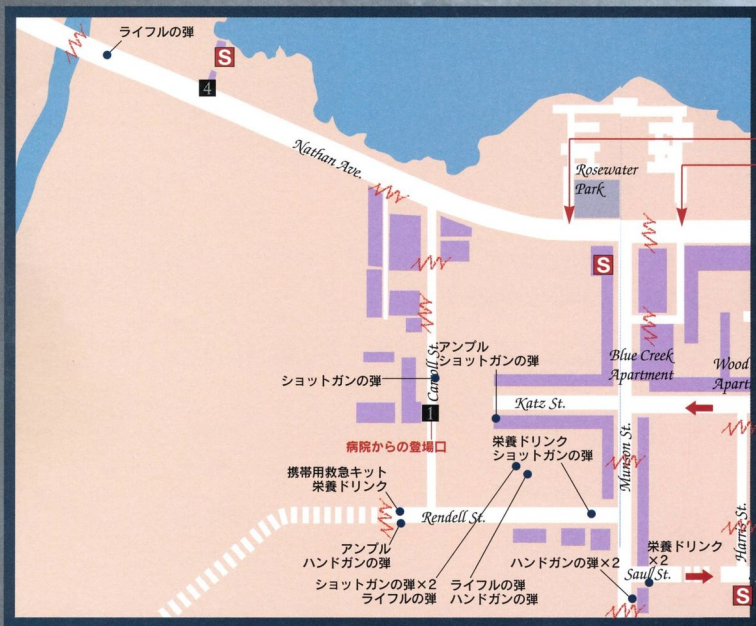 ライフルの弾
S
4
Nathan Ave.
Rosewater
Park
S
アンプル
ショットガンの弾
Carroll St.
ショットガンの弾
Blue Creek
Apartment
Wood
Apart
Katz St.
1
病院からの登場口
栄養ドリンク
ショットガンの弾
Munson St.
携帯用救急キット
栄養ドリンク
Rendell St.
Harris St.
アンプル
ハンドガンの弾
ハンドガンの弾×2
栄養ドリンク
×2
Saul St.
ショットガンの弾×2
ライフルの弾
ライフルの弾
ハンドガンの弾
S